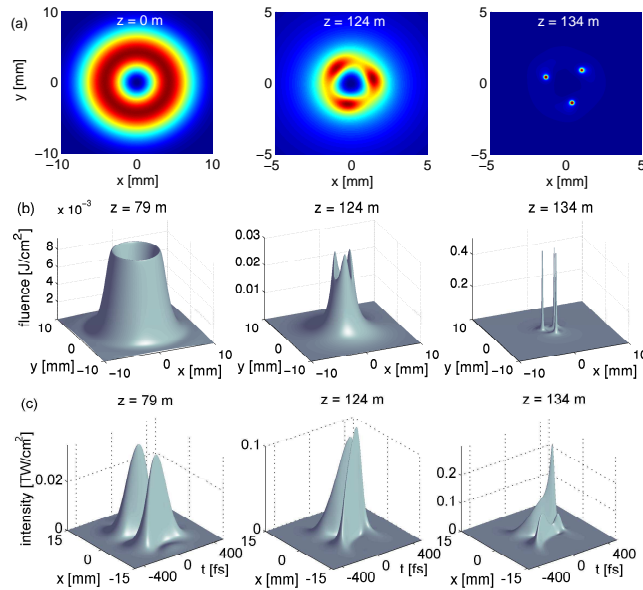 (a)
z = 0 m
z = 124 m
z = 134 m
y [mm]
10
0
−10
−10
0
10
x [mm]
5
0
−5
−5
0
5
x [mm]
5
0
−5
−5
0
5
x [mm]
(b)
x 10⁻³
z = 79 m
z = 124 m
z = 134 m
fluence [J/cm²]
8
6
4
2
10
0
−10
y [mm]
−10
0
10
x [mm]
0.03
0.02
0.01
0
10
0
−10
y [mm]
−10
0
10
x [mm]
0.4
0.2
10
0
−10
y [mm]
−10
0
10
x [mm]
(c)
z = 79 m
z = 124 m
z = 134 m
intensity [TW/cm²]
0.02
0
15
0
−15
x [mm]
−400
0
400
t [fs]
0.1
0
15
0
−15
x [mm]
−400
0
400
t [fs]
0.2
0.1
0
15
0
−15
x [mm]
−400
0
400
t [fs]